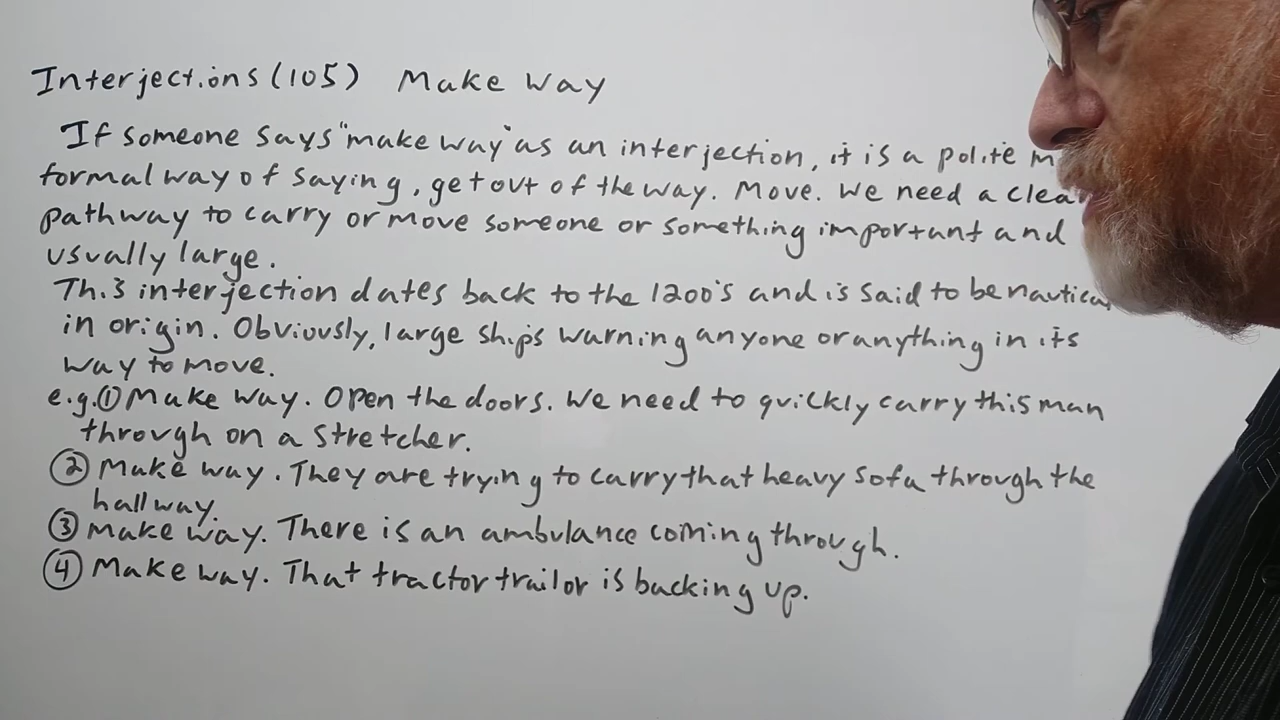 Interjections (105) Make Way
If someone says "make way" as an interjection, it is a polite
formal way of saying, get out of the way. Move. We need a clear
pathway to carry or move someone or something important and
usually large.
This interjection dates back to the 1200's and is said to be nautical
in origin. Obviously, large ships warning anyone or anything in its
way to move.
e.g. ① Make way. Open the doors. We need to quickly carry this man
through on a stretcher.
② Make way. They are trying to carry that heavy sofa through the
hallway.
③ Make way. There is an ambulance coming through.
④ Make way. That tractor trailor is backing up.